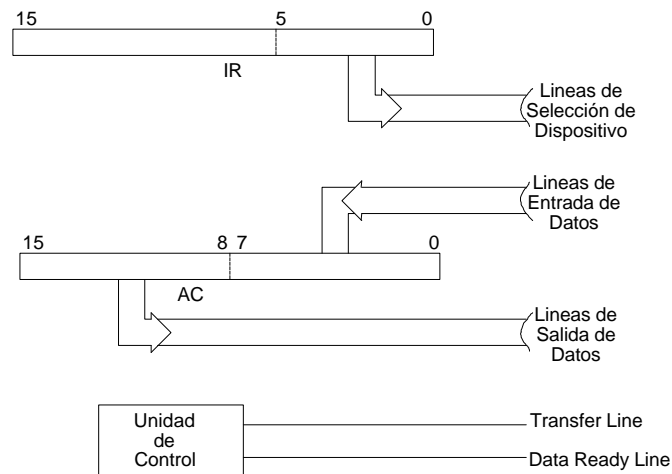 15 5 0
IR
Lineas de
Selección de
Dispositivo
Lineas de
Entrada de
Datos
15 8 7 0
AC
Lineas de
Salida de
Datos
Unidad
de
Control
Transfer Line
Data Ready Line